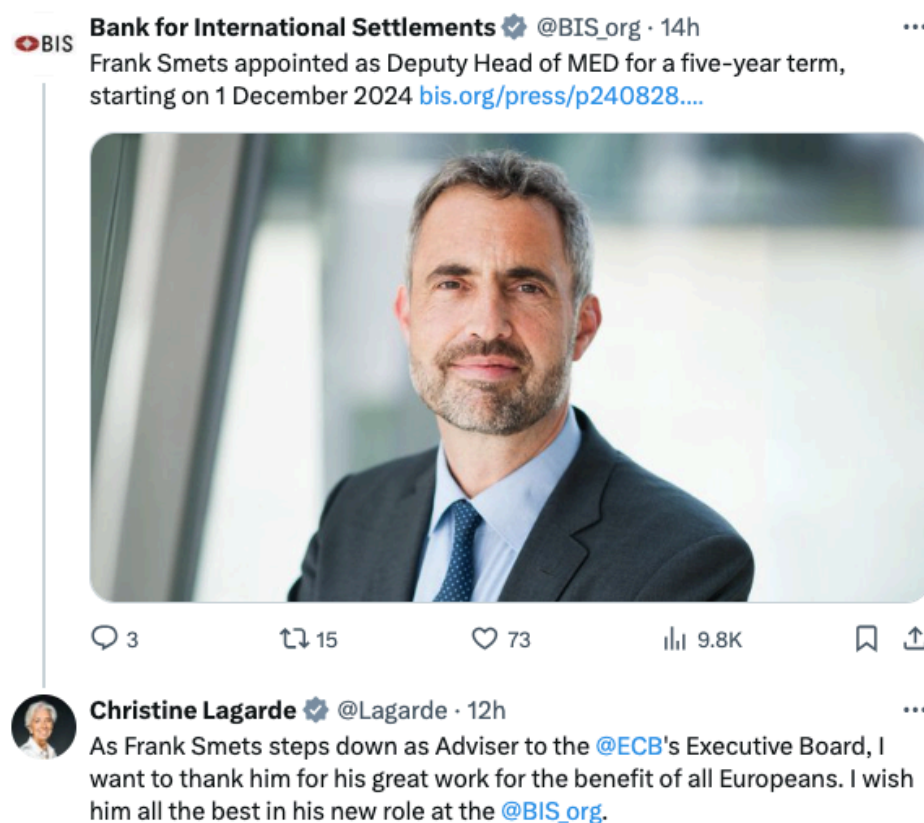 BIS
Bank for International Settlements @BIS_org · 14h
Frank Smets appointed as Deputy Head of MED for a five-year term,
starting on 1 December 2024 bis.org/press/p240828....
3 15 73 9.8K
Christine Lagarde @Lagarde · 12h
As Frank Smets steps down as Adviser to the @ECB's Executive Board, I
want to thank him for his great work for the benefit of all Europeans. I wish
him all the best in his new role at the @BIS_org.